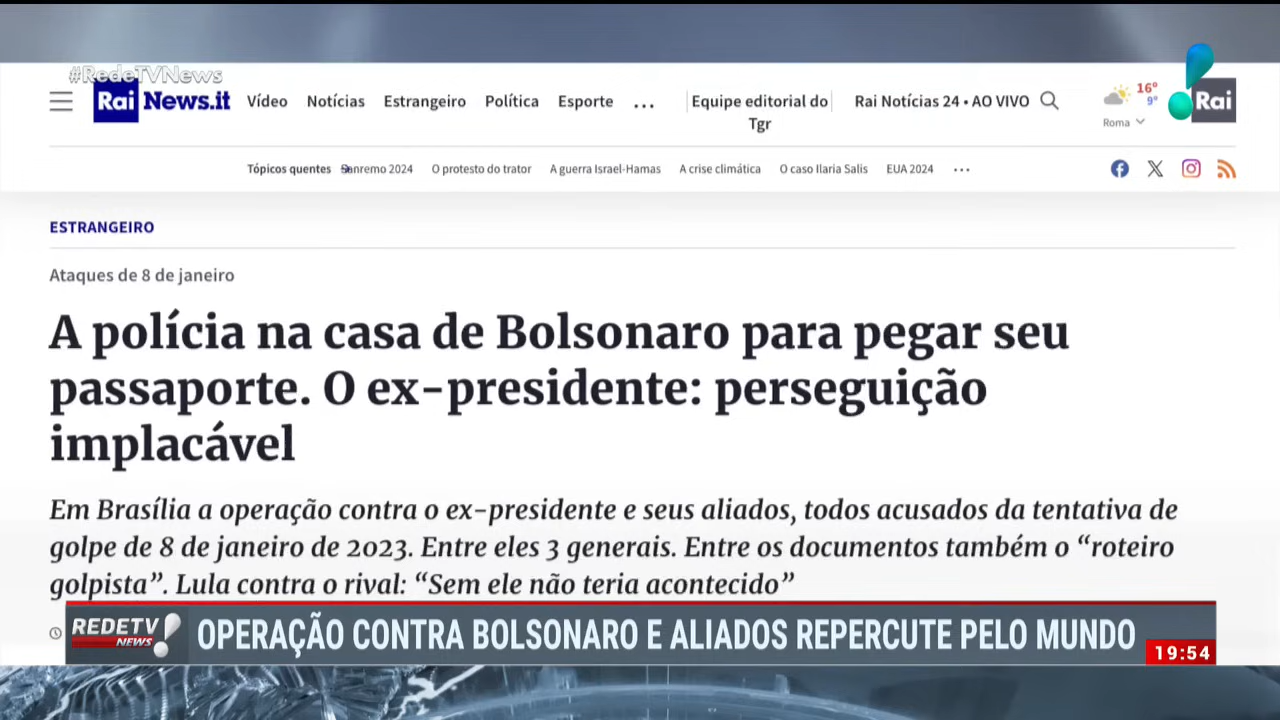 #RedeTVNews
Rai News.it
Vídeo Notícias Estrangeiro Política Esporte ...
Equipe editorial do
Tgr
Rai Notícias 24 • AO VIVO
16°
9°
Roma
Rai
Tópicos quentes Sanremo 2024 O protesto do trator A guerra Israel-Hamas A crise climática O caso Ilaria Salis EUA 2024 ...
ESTRANGEIRO
Ataques de 8 de janeiro
A polícia na casa de Bolsonaro para pegar seu
passaporte. O ex-presidente: perseguição
implacável
Em Brasília a operação contra o ex-presidente e seus aliados, todos acusados da tentativa de
golpe de 8 de janeiro de 2023. Entre eles 3 generais. Entre os documentos também o “roteiro
golpista”. Lula contra o rival: “Sem ele não teria acontecido”
REDETV!
NEWS
OPERAÇÃO CONTRA BOLSONARO E ALIADOS REPERCUTE PELO MUNDO
19:54